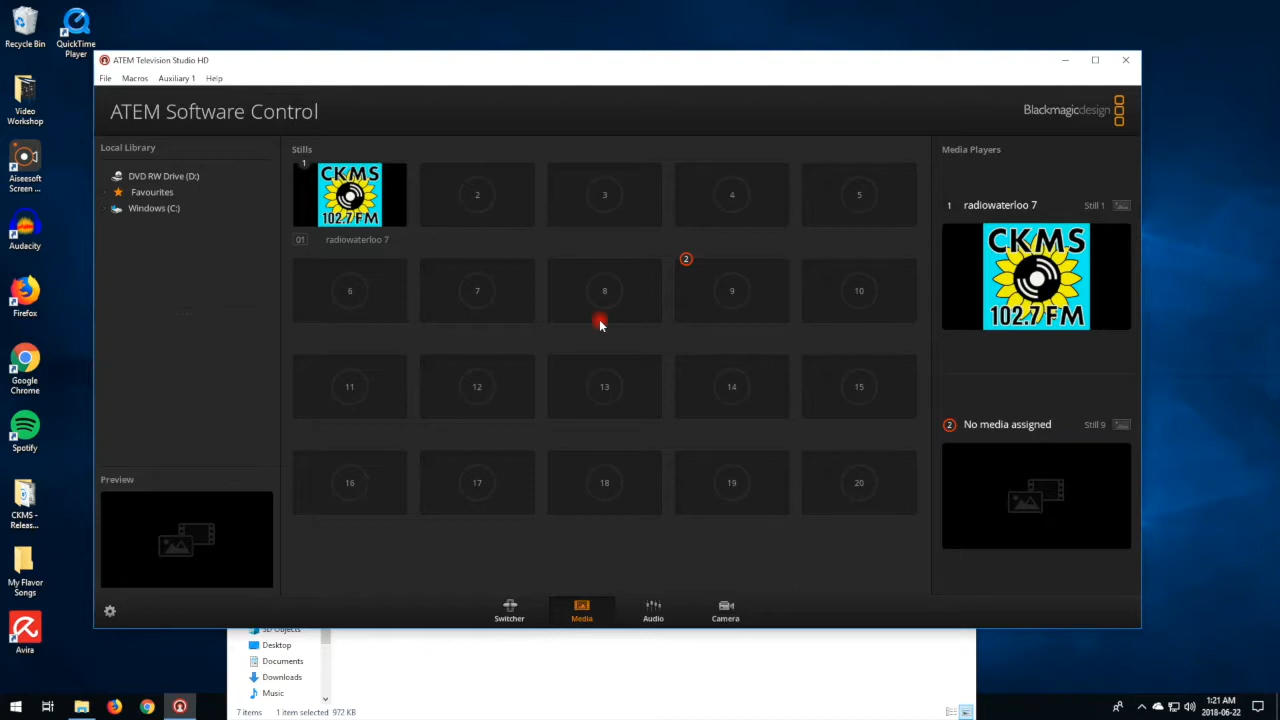 Recycle Bin
QuickTime
Player
Video
Workshop
Aiseesoft
Screen ...
Audacity
Firefox
Google
Chrome
Spotify
CKMS -
Releas...
My Flavor
Songs
Avira
ATEM Television Studio HD
File Macros Auxiliary 1 Help
ATEM Software Control
Blackmagicdesign
Local Library
DVD RW Drive (D:)
Favourites
Windows (C:)
Preview
Stills
1
CKMS
102.7 FM
2 3 4 5
01 radiowaterloo 7
2
6 7 8 9 10
11 12 13 14 15
16 17 18 19 20
Media Players
1 radiowaterloo 7 Still 1
CKMS
102.7 FM
2 No media assigned Still 9
Switcher Media Audio Camera
3D Objects
Desktop
Documents
Downloads
Music
7 items 1 item selected 972 KB
1:21 AM
2018-06-22